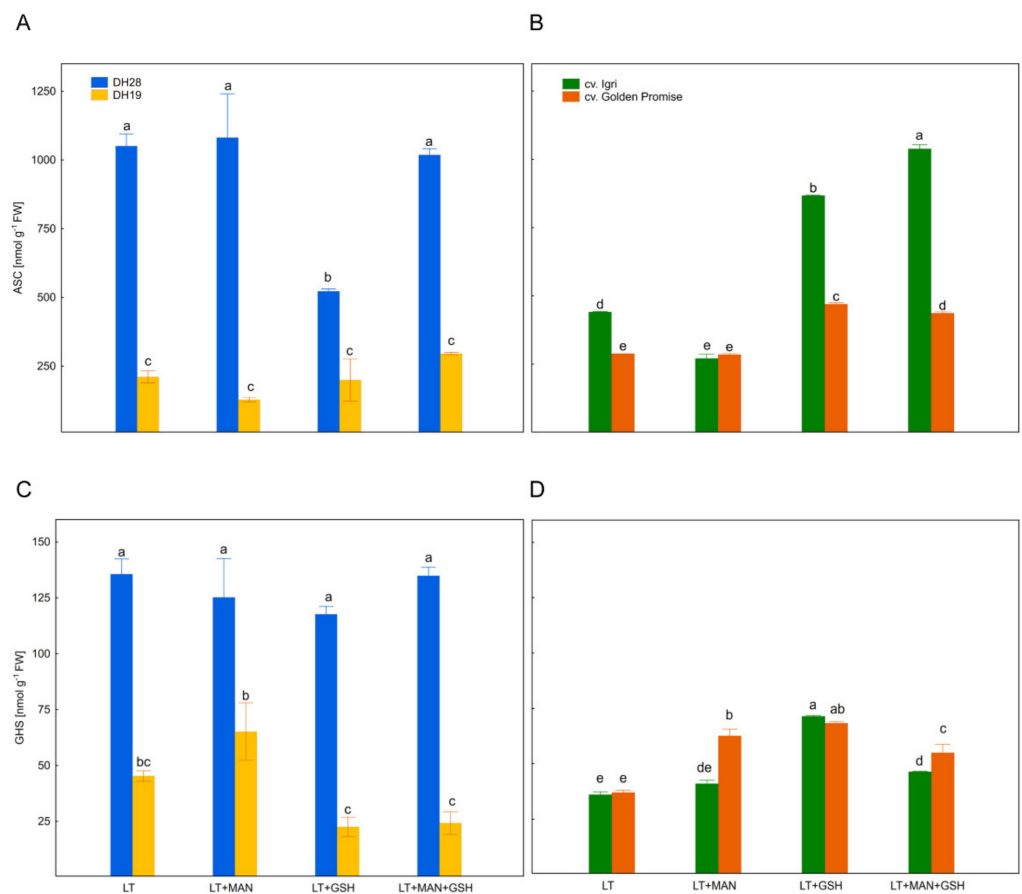 A
B
DH28
DH19
cv. Igri
cv. Golden Promise
ASC [nmol g⁻¹ FW]
1250
1000
750
500
250
a
c
a
c
b
c
a
c
d
e
e
e
b
c
a
d
C
D
GHS [nmol g⁻¹ FW]
150
125
100
75
50
25
a
bc
a
b
a
c
a
c
e
e
de
b
a
ab
d
c
LT
LT+MAN
LT+GSH
LT+MAN+GSH
LT
LT+MAN
LT+GSH
LT+MAN+GSH